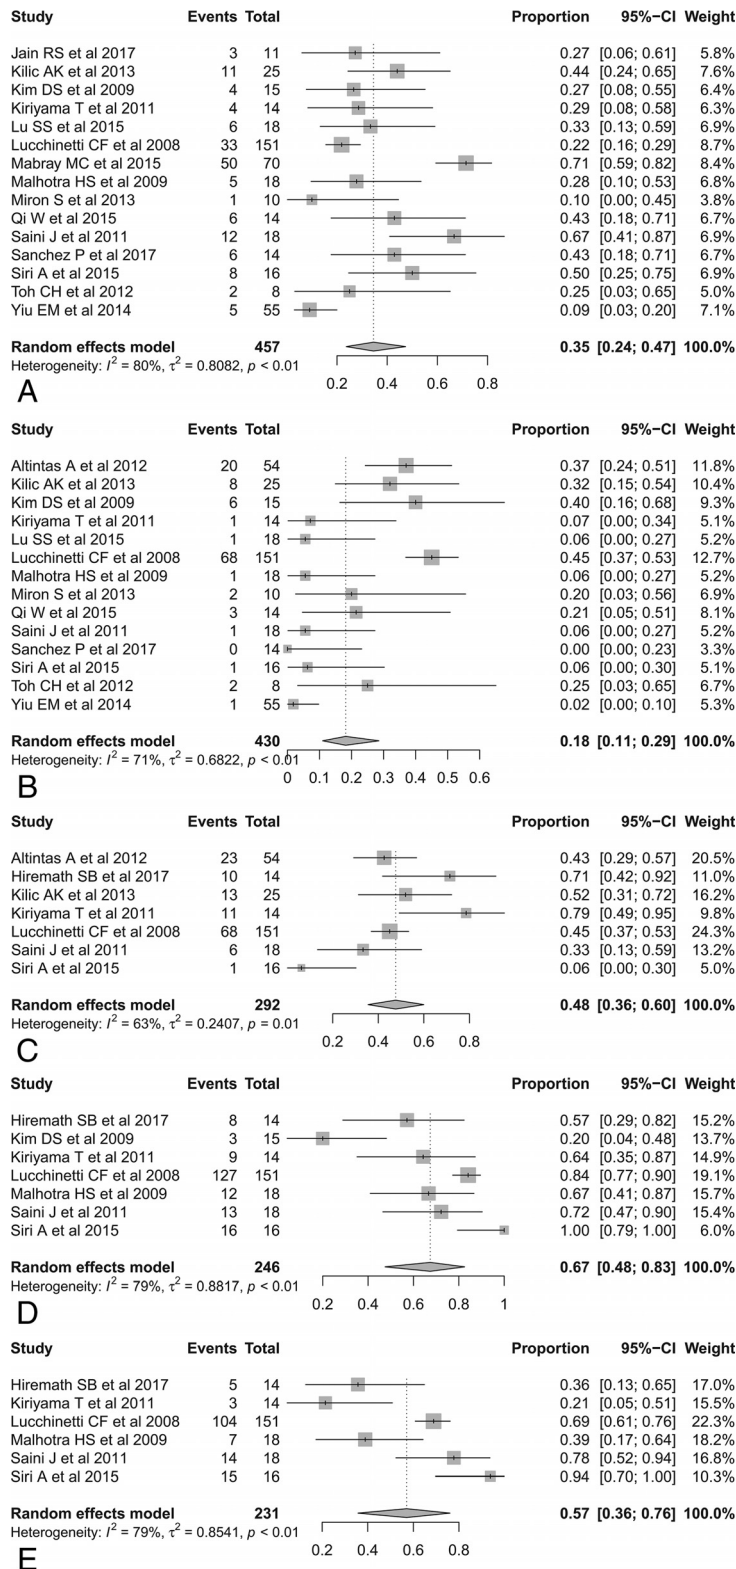 Study Events Total Proportion 95%−CI Weight
Jain RS et al 2017 3 11 0.27 [0.06; 0.61] 5.8%
Kilic AK et al 2013 11 25 0.44 [0.24; 0.65] 7.6%
Kim DS et al 2009 4 15 0.27 [0.08; 0.55] 6.4%
Kiriyama T et al 2011 4 14 0.29 [0.08; 0.58] 6.3%
Lu SS et al 2015 6 18 0.33 [0.13; 0.59] 6.9%
Lucchinetti CF et al 2008 33 151 0.22 [0.16; 0.29] 8.7%
Mabray MC et al 2015 50 70 0.71 [0.59; 0.82] 8.4%
Malhotra HS et al 2009 5 18 0.28 [0.10; 0.53] 6.8%
Miron S et al 2013 1 10 0.10 [0.00; 0.45] 3.8%
Qi W et al 2015 6 14 0.43 [0.18; 0.71] 6.7%
Saini J et al 2011 12 18 0.67 [0.41; 0.87] 6.9%
Sanchez P et al 2017 6 14 0.43 [0.18; 0.71] 6.7%
Siri A et al 2015 8 16 0.50 [0.25; 0.75] 6.9%
Toh CH et al 2012 2 8 0.25 [0.03; 0.65] 5.0%
Yiu EM et al 2014 5 55 0.09 [0.03; 0.20] 7.1%
Random effects model 457 0.35 [0.24; 0.47] 100.0%
Heterogeneity: I² = 80%, τ² = 0.8082, p < 0.01
0.2 0.4 0.6 0.8
A
Study Events Total Proportion 95%−CI Weight
Altintas A et al 2012 20 54 0.37 [0.24; 0.51] 11.8%
Kilic AK et al 2013 8 25 0.32 [0.15; 0.54] 10.4%
Kim DS et al 2009 6 15 0.40 [0.16; 0.68] 9.3%
Kiriyama T et al 2011 1 14 0.07 [0.00; 0.34] 5.1%
Lu SS et al 2015 1 18 0.06 [0.00; 0.27] 5.2%
Lucchinetti CF et al 2008 68 151 0.45 [0.37; 0.53] 12.7%
Malhotra HS et al 2009 1 18 0.06 [0.00; 0.27] 5.2%
Miron S et al 2013 2 10 0.20 [0.03; 0.56] 6.9%
Qi W et al 2015 3 14 0.21 [0.05; 0.51] 8.1%
Saini J et al 2011 1 18 0.06 [0.00; 0.27] 5.2%
Sanchez P et al 2017 0 14 0.00 [0.00; 0.23] 3.3%
Siri A et al 2015 1 16 0.06 [0.00; 0.30] 5.1%
Toh CH et al 2012 2 8 0.25 [0.03; 0.65] 6.7%
Yiu EM et al 2014 1 55 0.02 [0.00; 0.10] 5.3%
Random effects model 430 0.18 [0.11; 0.29] 100.0%
Heterogeneity: I² = 71%, τ² = 0.6822, p < 0.01
0 0.1 0.2 0.3 0.4 0.5 0.6
B
Study Events Total Proportion 95%−CI Weight
Altintas A et al 2012 23 54 0.43 [0.29; 0.57] 20.5%
Hiremath SB et al 2017 10 14 0.71 [0.42; 0.92] 11.0%
Kilic AK et al 2013 13 25 0.52 [0.31; 0.72] 16.2%
Kiriyama T et al 2011 11 14 0.79 [0.49; 0.95] 9.8%
Lucchinetti CF et al 2008 68 151 0.45 [0.37; 0.53] 24.3%
Saini J et al 2011 6 18 0.33 [0.13; 0.59] 13.2%
Siri A et al 2015 1 16 0.06 [0.00; 0.30] 5.0%
Random effects model 292 0.48 [0.36; 0.60] 100.0%
Heterogeneity: I² = 63%, τ² = 0.2407, p = 0.01
0.2 0.4 0.6 0.8
C
Study Events Total Proportion 95%−CI Weight
Hiremath SB et al 2017 8 14 0.57 [0.29; 0.82] 15.2%
Kim DS et al 2009 3 15 0.20 [0.04; 0.48] 13.7%
Kiriyama T et al 2011 9 14 0.64 [0.35; 0.87] 14.9%
Lucchinetti CF et al 2008 127 151 0.84 [0.77; 0.90] 19.1%
Malhotra HS et al 2009 12 18 0.67 [0.41; 0.87] 15.7%
Saini J et al 2011 13 18 0.72 [0.47; 0.90] 15.4%
Siri A et al 2015 16 16 1.00 [0.79; 1.00] 6.0%
Random effects model 246 0.67 [0.48; 0.83] 100.0%
Heterogeneity: I² = 79%, τ² = 0.8817, p < 0.01
0.2 0.4 0.6 0.8 1
D
Study Events Total Proportion 95%−CI Weight
Hiremath SB et al 2017 5 14 0.36 [0.13; 0.65] 17.0%
Kiriyama T et al 2011 3 14 0.21 [0.05; 0.51] 15.5%
Lucchinetti CF et al 2008 104 151 0.69 [0.61; 0.76] 22.3%
Malhotra HS et al 2009 7 18 0.39 [0.17; 0.64] 18.2%
Saini J et al 2011 14 18 0.78 [0.52; 0.94] 16.8%
Siri A et al 2015 15 16 0.94 [0.70; 1.00] 10.3%
Random effects model 231 0.57 [0.36; 0.76] 100.0%
Heterogeneity: I² = 79%, τ² = 0.8541, p < 0.01
0.2 0.4 0.6 0.8
E